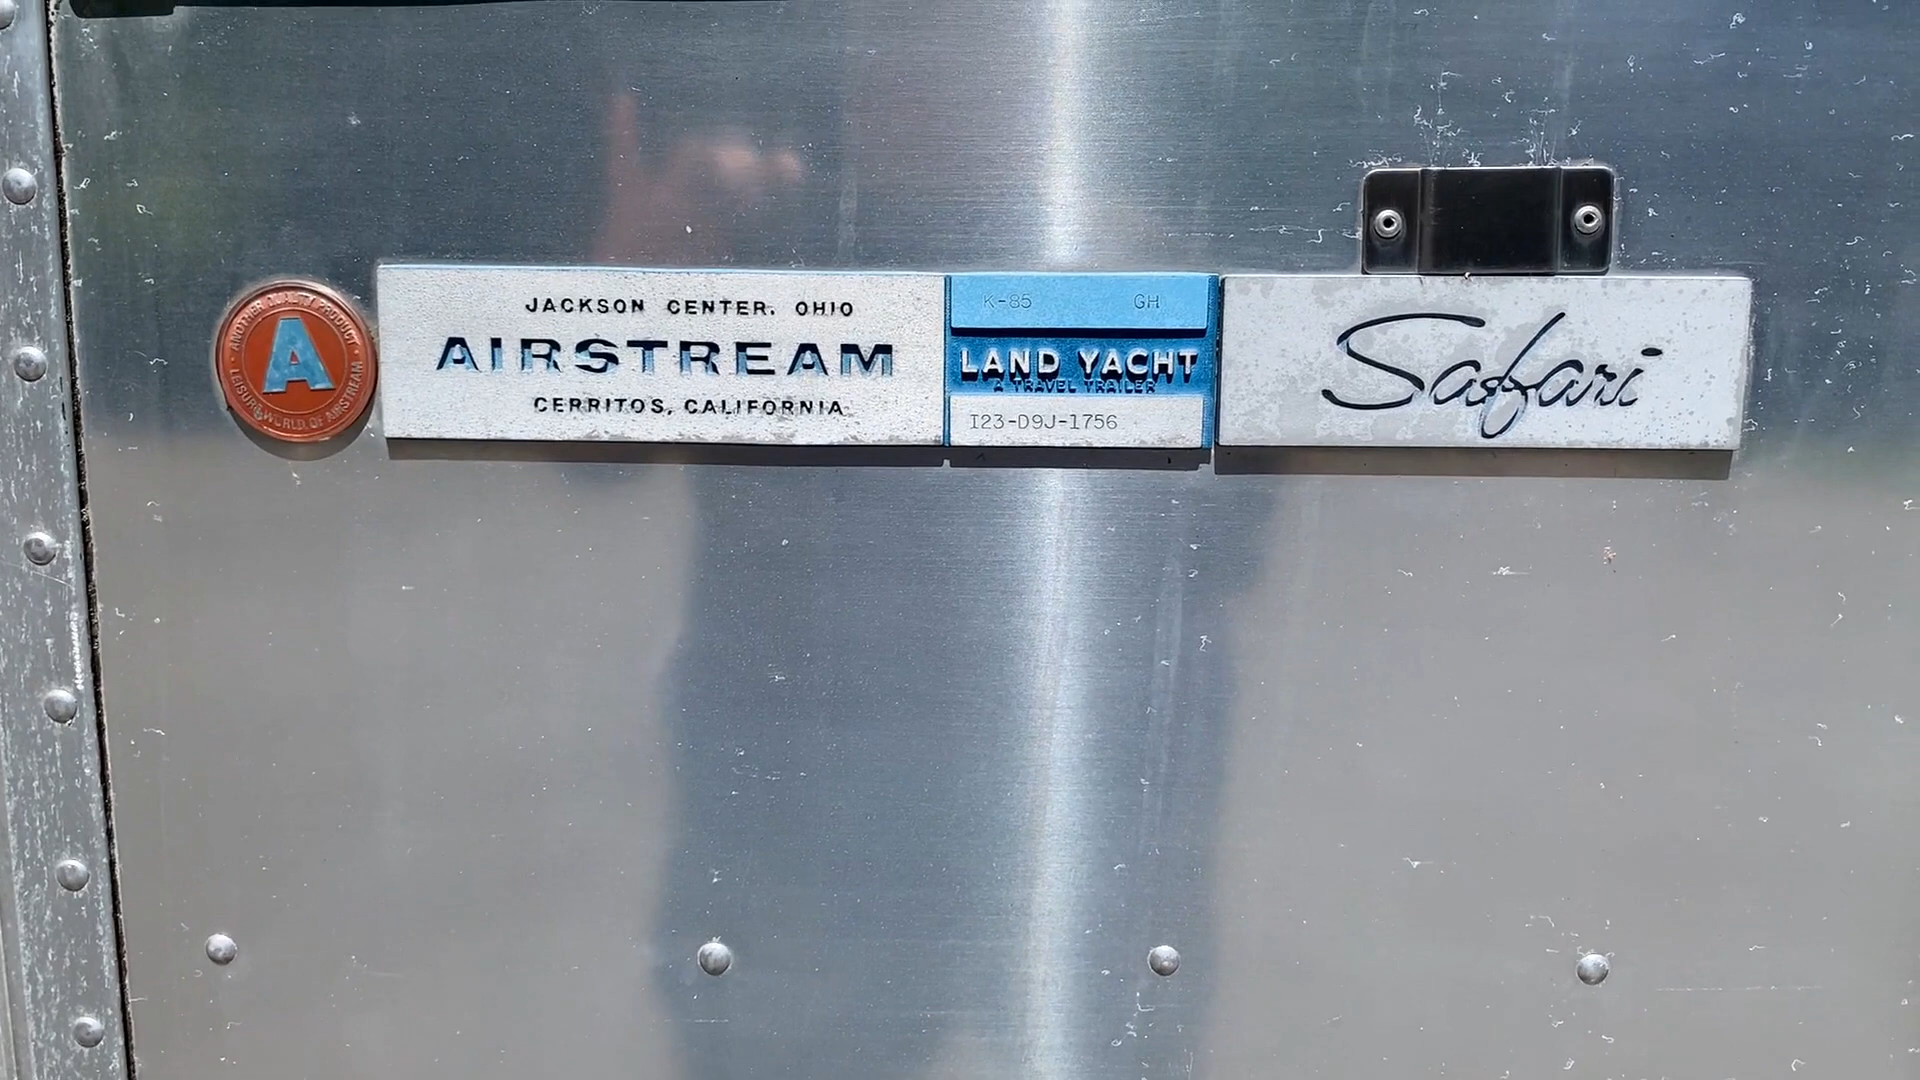 ANOTHER QUALITY PRODUCT
LEISURE WORLD OF AIRSTREAM
A
JACKSON CENTER, OHIO
AIRSTREAM
CERRITOS, CALIFORNIA
K-85 GH
LAND YACHT
A TRAVEL TRAILER
I23-D9J-1756
Safari